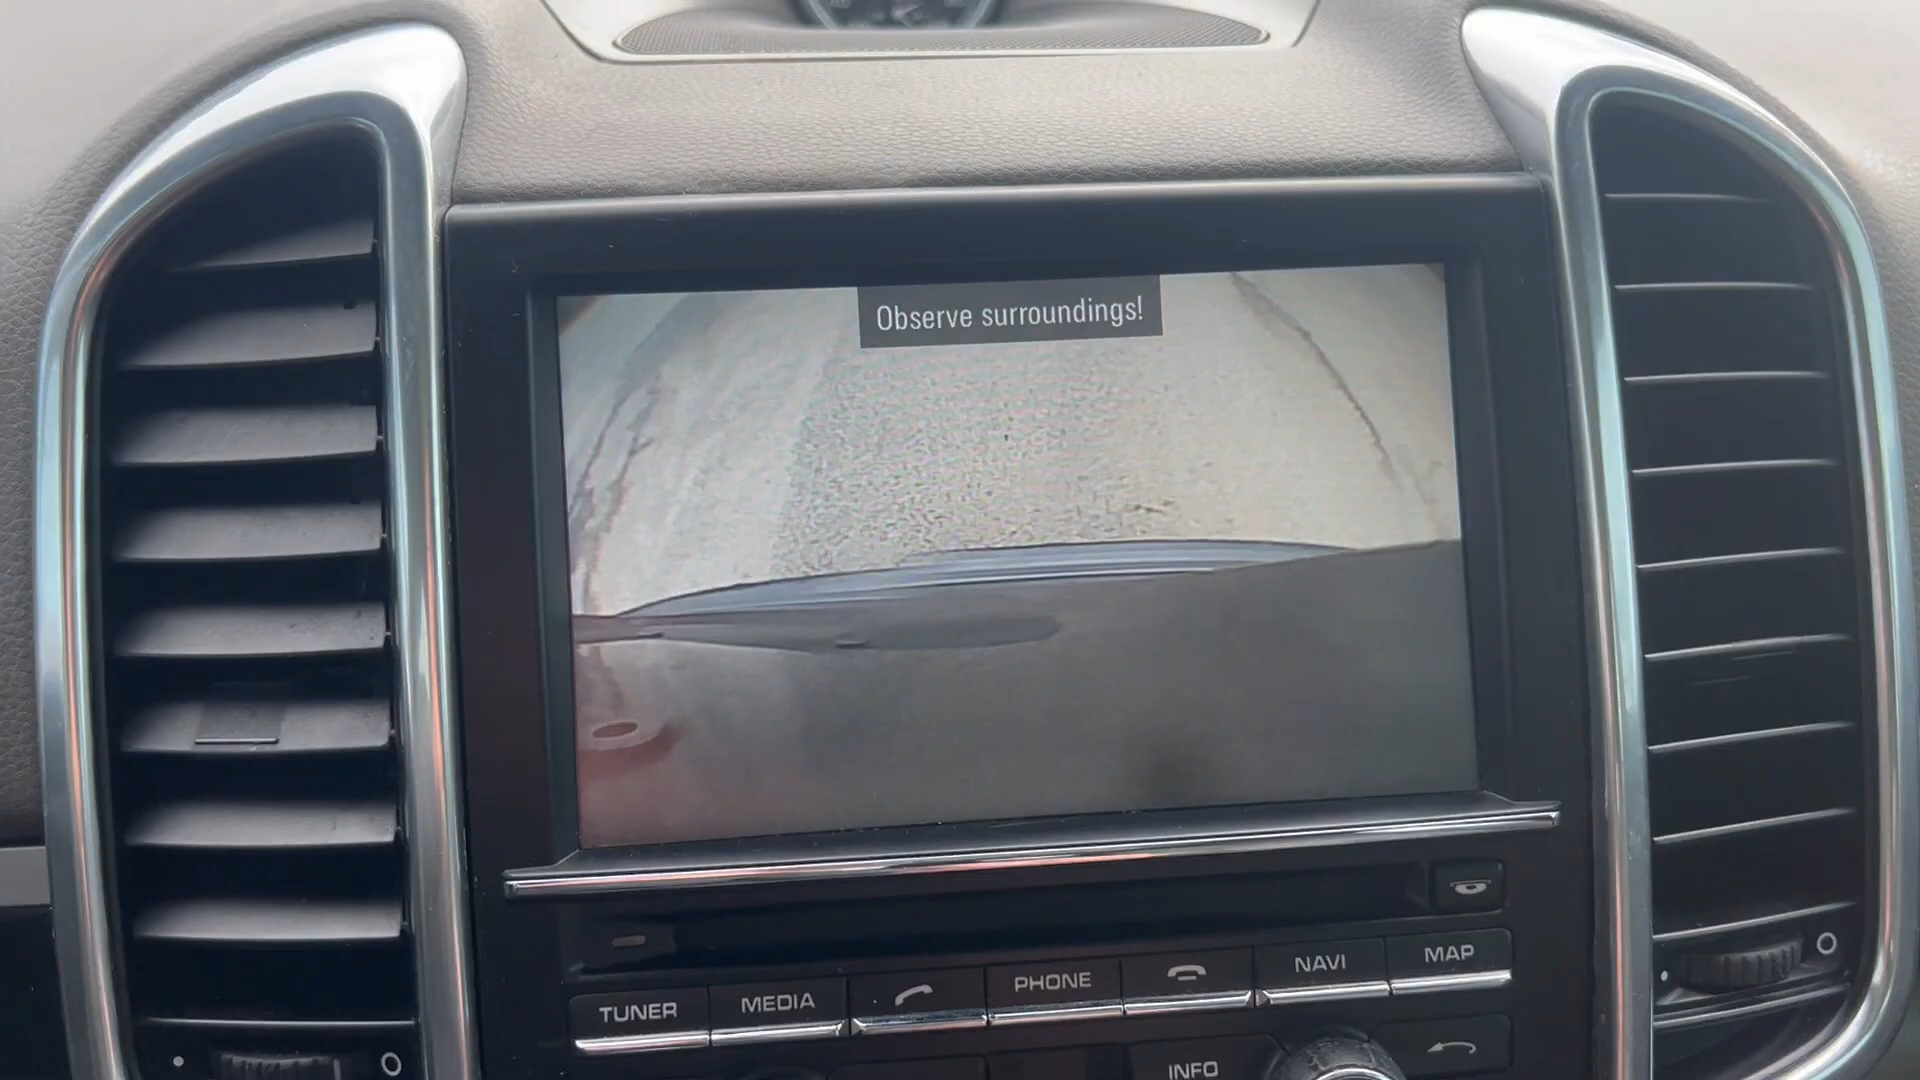 Observe surroundings!
TUNER
MEDIA
PHONE
NAVI
MAP
INFO